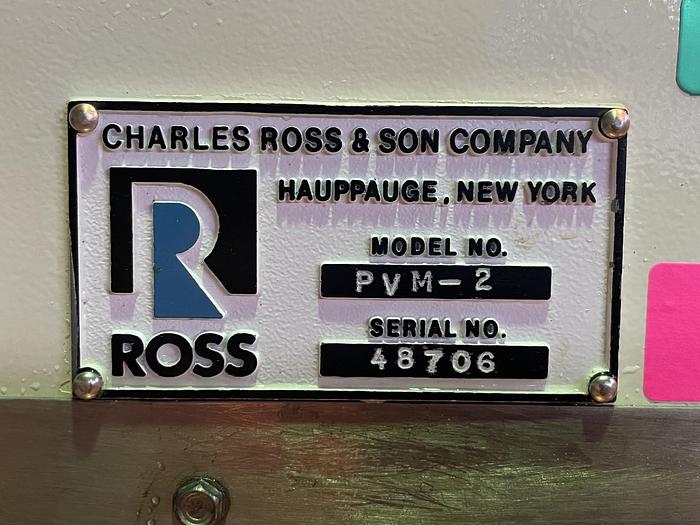 CHARLES ROSS & SON COMPANY
HAUPPAUGE, NEW YORK
MODEL NO.
PVM-2
SERIAL NO.
48706
R
ROSS